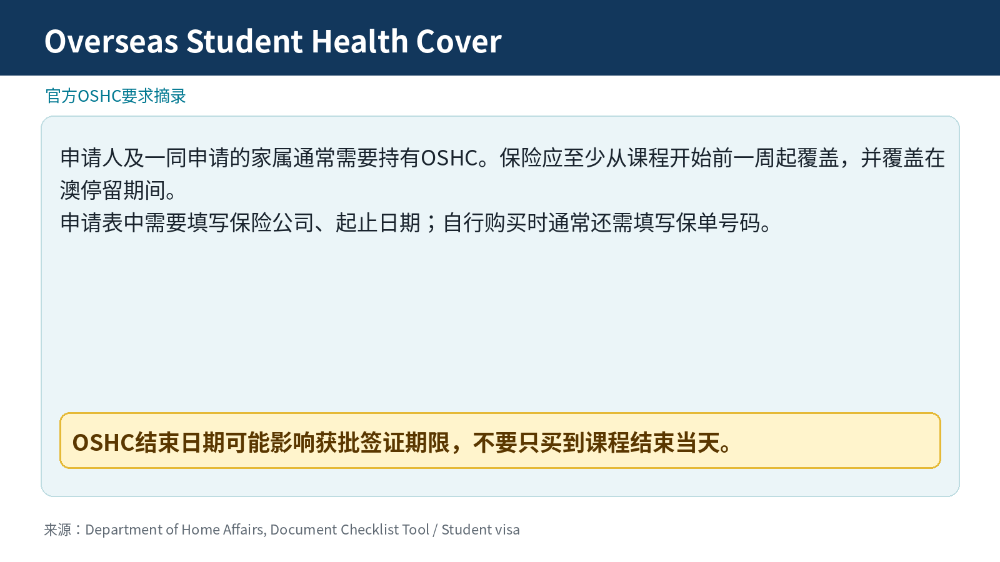 Overseas Student Health Cover
官方OSHC要求摘录
申请人及一同申请的家属通常需要持有OSHC。保险应至少从课程开始前一周起覆盖，并覆盖在
澳停留期间。
申请表中需要填写保险公司、起止日期；自行购买时通常还需填写保单号码。
OSHC结束日期可能影响获批签证期限，不要只买到课程结束当天。
来源：Department of Home Affairs, Document Checklist Tool / Student visa